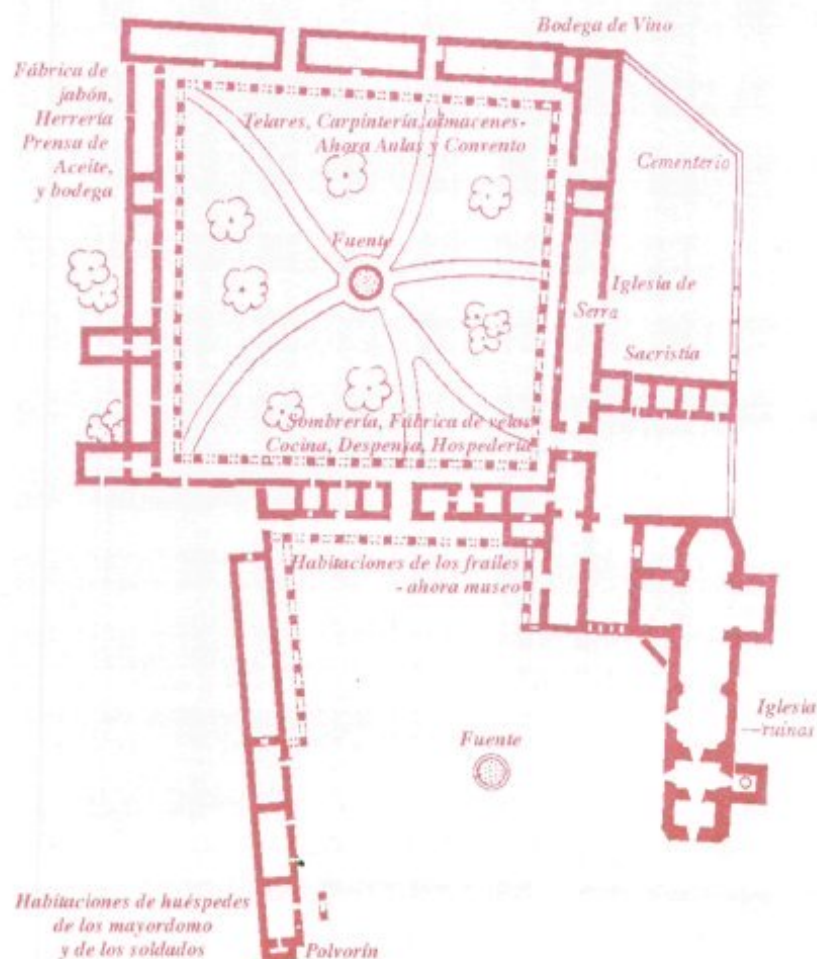 Bodega de Vino
Fábrica de
jabón,
Herrería
Prensa de
Aceite,
y bodega
Telares, Carpintería, almacenes-
Ahora Aulas y Convento
Cementerio
Fuente
Iglesia de
Serra
Sacristía
Sombrería, Fábrica de velas
Cocina, Despensa, Hospedería
Habitaciones de los frailes
- ahora museo
Iglesia
—ruinas
Fuente
Habitaciones de huéspedes
de los mayordomo
y de los soldados
Polvorín